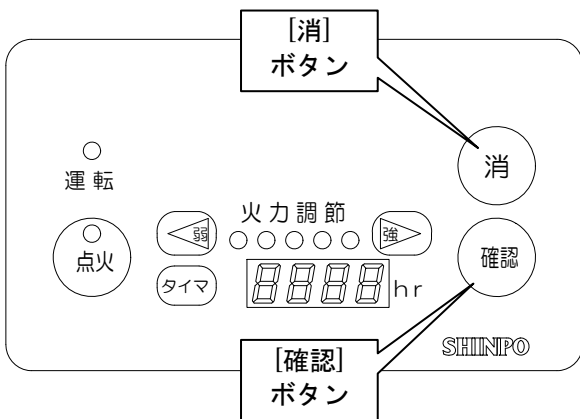 [消]
ボタン
運転
点火
火力調節
弱
強
タイマ
8888 hr
消
確認
SHINPO
[確認]
ボタン